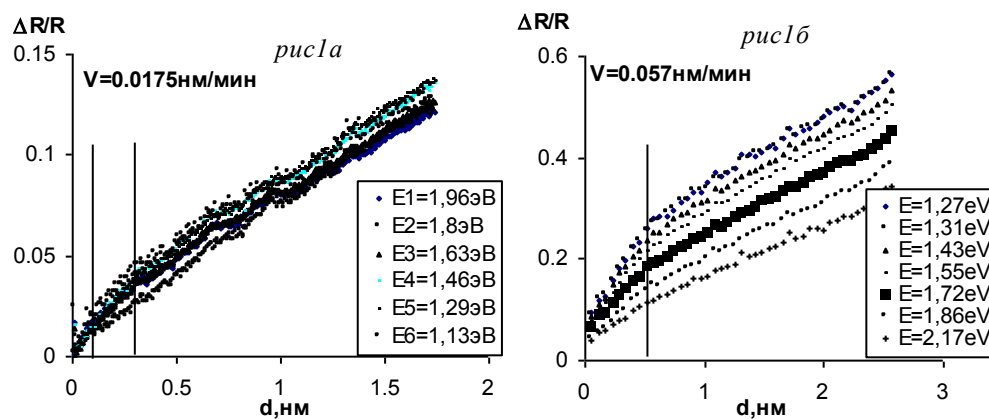 ΔR/R
рис1а
0.15
V=0.0175нм/мин
0.1
0.05
0
0 0.5 1 1.5 2
d,нм
E1=1,96эВ
E2=1,8эВ
E3=1,63эВ
E4=1,46эВ
E5=1,29эВ
E6=1,13эВ
ΔR/R
рис1б
0.6
V=0.057нм/мин
0.4
0.2
0
0 1 2 3
d,нм
E=1,27eV
E=1,31eV
E=1,43eV
E=1,55eV
E=1,72eV
E=1,86eV
E=2,17eV